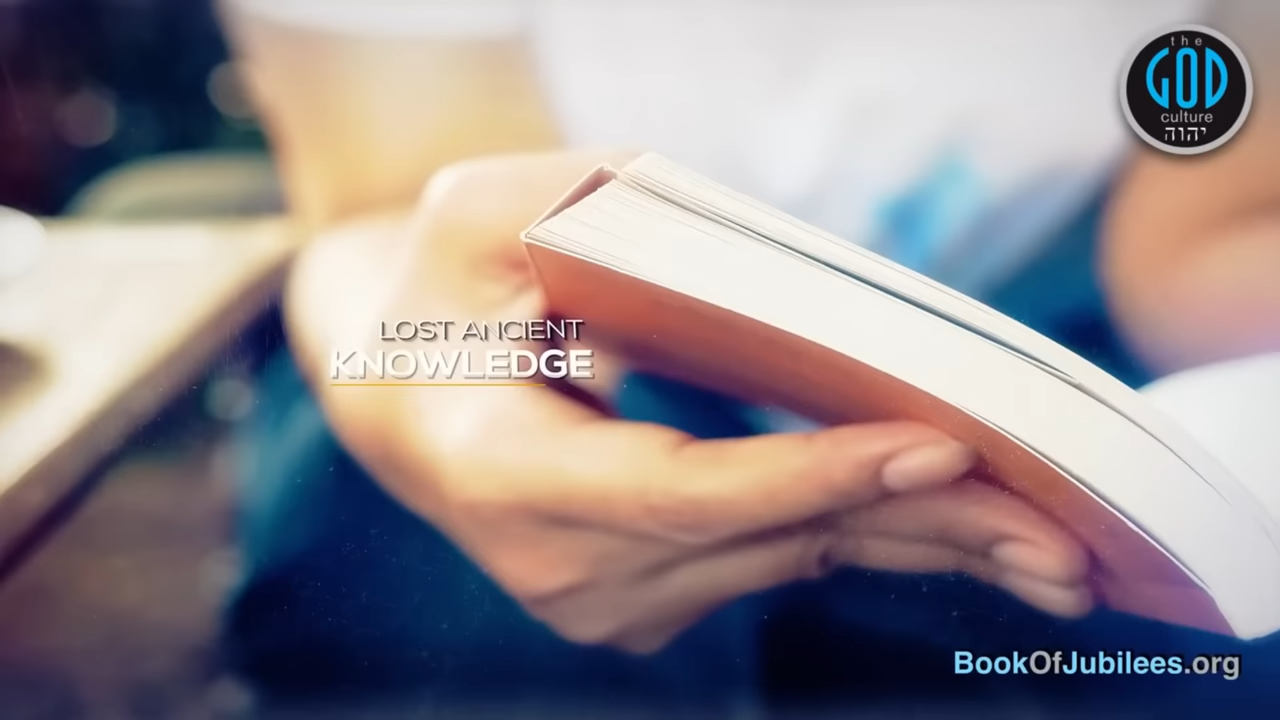 the
GOD
culture
יהוה
LOST ANCIENT
KNOWLEDGE
BookOfJubilees.org